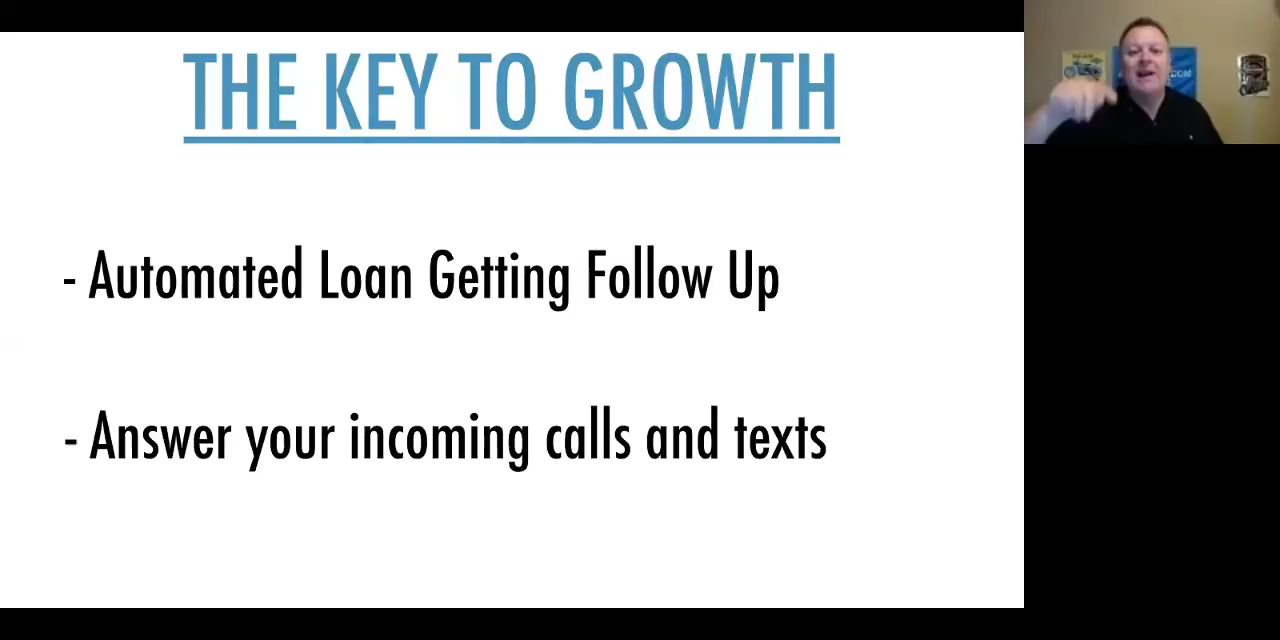 THE KEY TO GROWTH
- Automated Loan Getting Follow Up
- Answer your incoming calls and texts